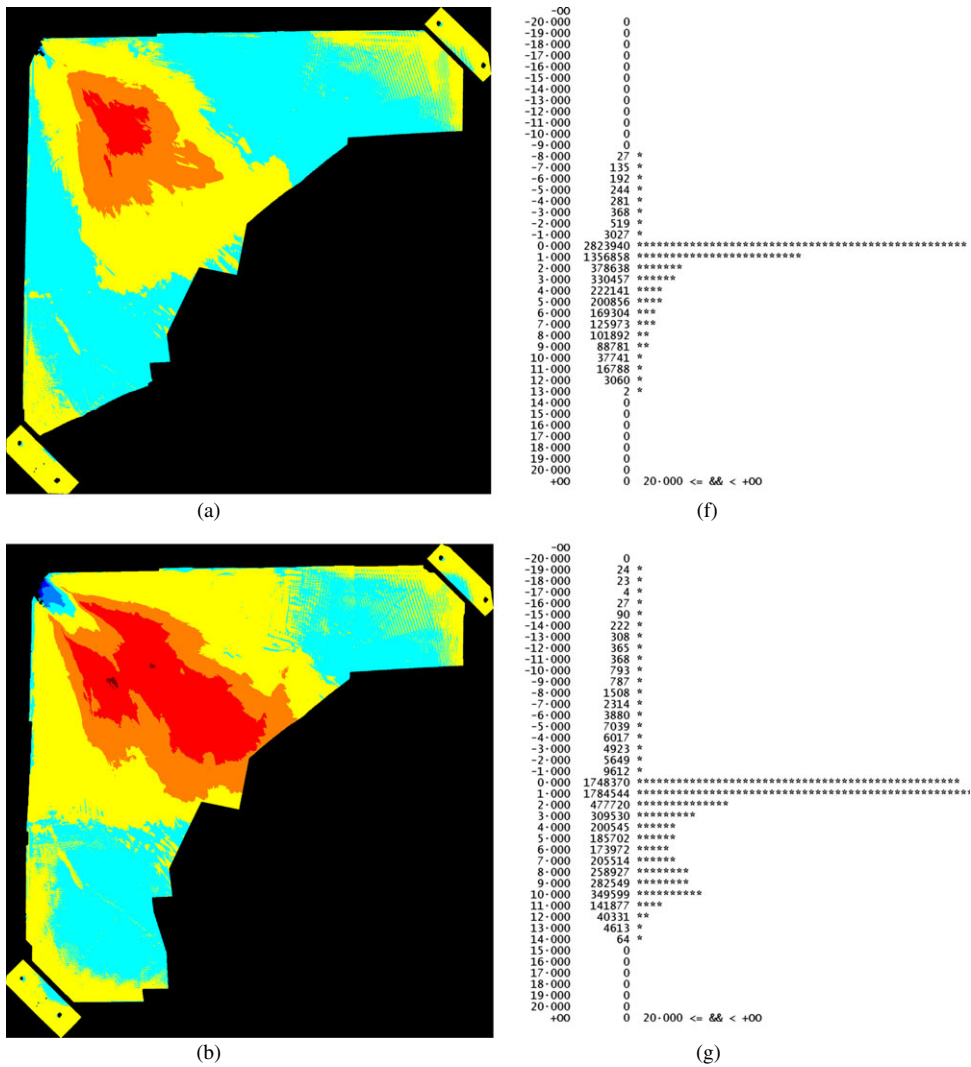 -OO
-20·000 0
-19·000 0
-18·000 0
-17·000 0
-16·000 0
-15·000 0
-14·000 0
-13·000 0
-12·000 0
-11·000 0
-10·000 0
-9·000 0
-8·000 27 *
-7·000 135 *
-6·000 192 *
-5·000 244 *
-4·000 281 *
-3·000 368 *
-2·000 519 *
-1·000 3027 *
0·000 2823940 **************************************************
1·000 1356858 *************************
2·000 378638 *******
3·000 330457 ******
4·000 222141 ****
5·000 200856 ****
6·000 169304 ***
7·000 125973 ***
8·000 101892 **
9·000 88781 **
10·000 37741 *
11·000 16788 *
12·000 3060 *
13·000 2 *
14·000 0
15·000 0
16·000 0
17·000 0
18·000 0
19·000 0
20·000 0
+OO 0 20·000 <= && < +OO
(a)
(f)
-OO
-20·000 0
-19·000 24 *
-18·000 23 *
-17·000 4 *
-16·000 27 *
-15·000 90 *
-14·000 222 *
-13·000 308 *
-12·000 365 *
-11·000 368 *
-10·000 793 *
-9·000 787 *
-8·000 1508 *
-7·000 2314 *
-6·000 3880 *
-5·000 7039 *
-4·000 6017 *
-3·000 4923 *
-2·000 5649 *
-1·000 9612 *
0·000 1748370 *************************************************
1·000 1784544 **************************************************
2·000 477720 **************
3·000 309530 *********
4·000 200545 ******
5·000 185702 ******
6·000 173972 *****
7·000 205514 ******
8·000 258927 ********
9·000 282549 ********
10·000 349599 **********
11·000 141877 ****
12·000 40331 **
13·000 4613 *
14·000 64 *
15·000 0
16·000 0
17·000 0
18·000 0
19·000 0
20·000 0
+OO 0 20·000 <= && < +OO
(b)
(g)